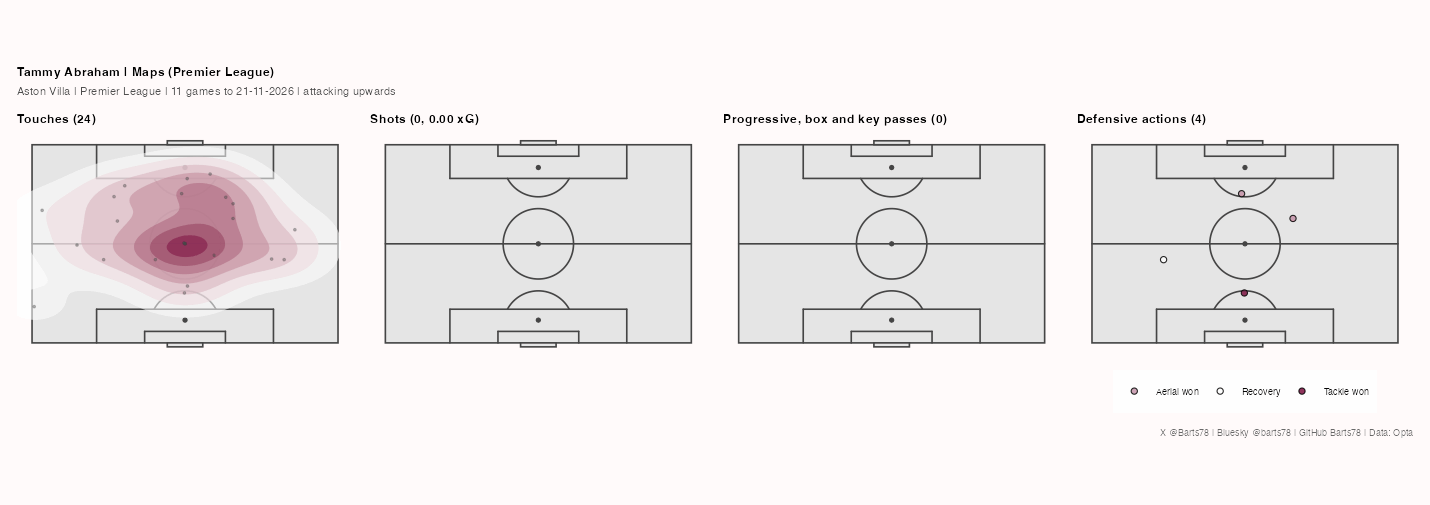 Tammy Abraham | Maps (Premier League)
Aston Villa | Premier League | 11 games to 21-11-2026 | attacking upwards
Touches (24)
Shots (0, 0.00 xG)
Progressive, box and key passes (0)
Defensive actions (4)
Aerial won
Recovery
Tackle won
X @Barts78 | Bluesky @barts78 | GitHub Barts78 | Data: Opta